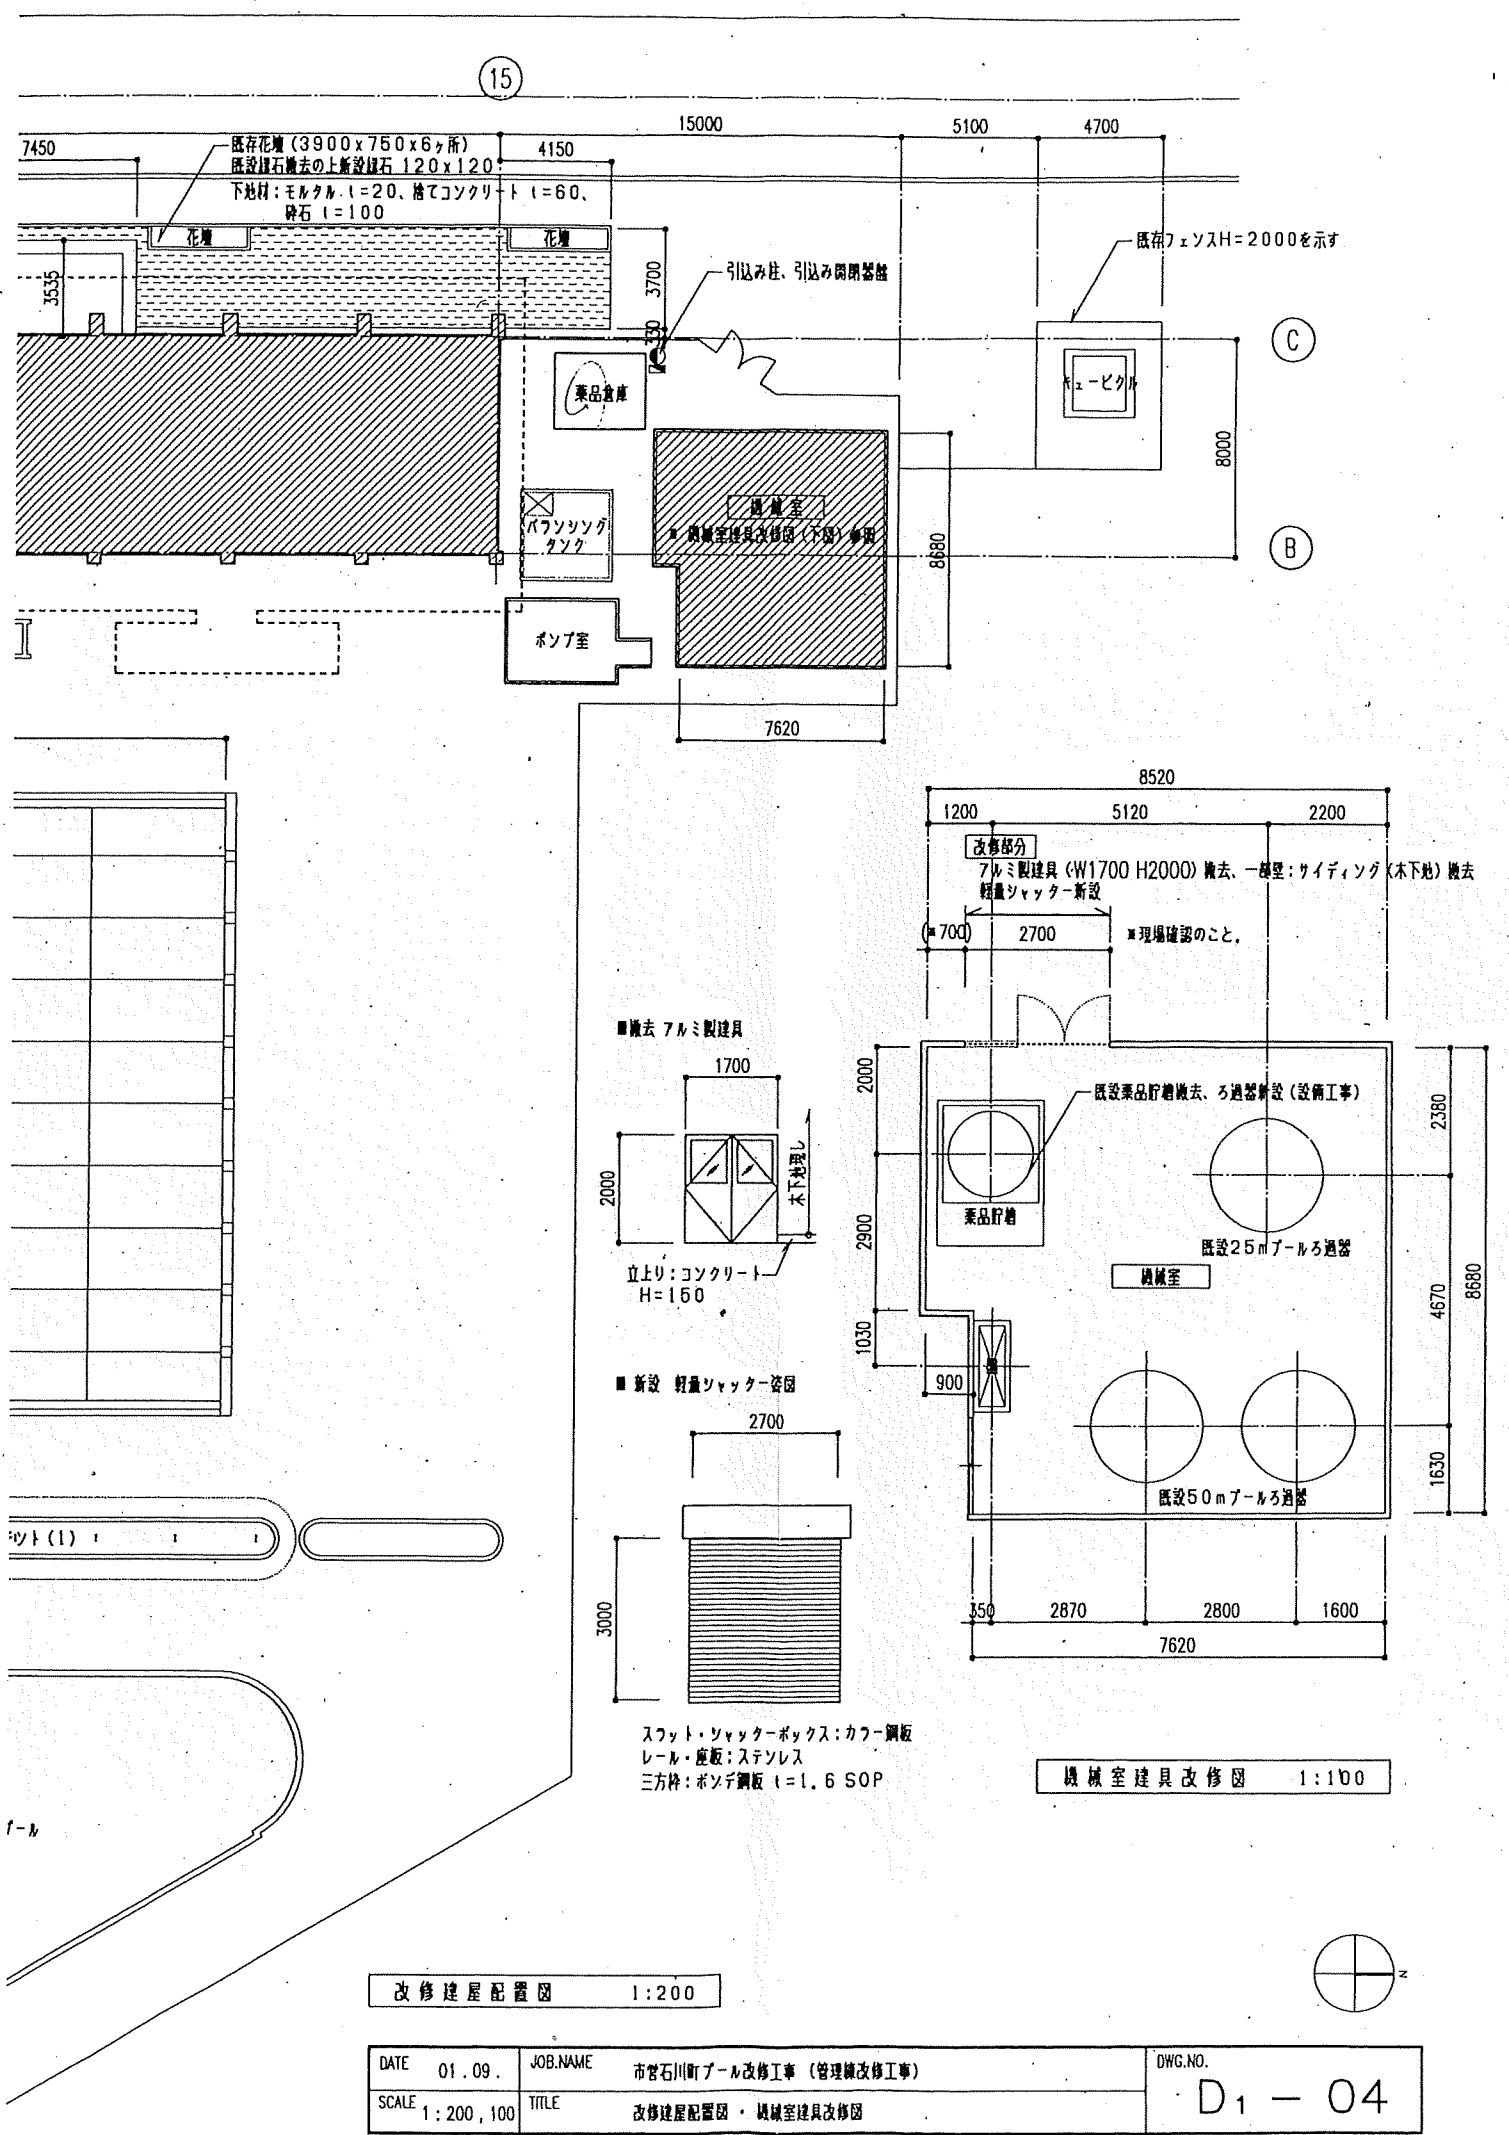 15
15000
5100
4700
7450
既存花壇 (3900x750x6ヶ所)
既設縁石撤去の上新設縁石 120x120
下地材：モルタル t=20、捨てコンクリート t=60、
砕石 t=100
4150
花壇
花壇
3535
3700
330
引込み柱、引込み開閉器盤
既存フェンスH=2000を示す
C
キュービクル
8000
薬品倉庫
機械室
※ 機械室建具改修図（下図）参照
バランシング
タンク
8680
B
ポンプ室
7620
8520
1200
5120
2200
改修部分
アルミ製建具 (W1700 H2000) 撤去、一部壁：サイディング（木下地）撤去
軽量シャッター新設
(※700)
2700
※現場確認のこと。
■撤去 アルミ製建具
1700
2000
木下地現し
立上り：コンクリート
H=150
2000
2900
1030
900
既設薬品貯槽撤去、ろ過器新設（設備工事）
薬品貯槽
既設25mプールろ過器
機械室
既設50mプールろ過器
2380
4670
8680
1630
350
2870
2800
1600
7620
■ 新設 軽量シャッター姿図
2700
3000
スラット・シャッターボックス：カラー鋼板
レール・座板：ステンレス
三方枠：ボンデ鋼板 t=1.6 SOP
機械室建具改修図 1:100
(1)
プール
N
改修建屋配置図 1:200
DATE 01.09.
JOB.NAME 市営石川町プール改修工事 （管理棟改修工事）
DWG.NO.
D1-04
SCALE 1:200,100
TITLE 改修建屋配置図 ・ 機械室建具改修図